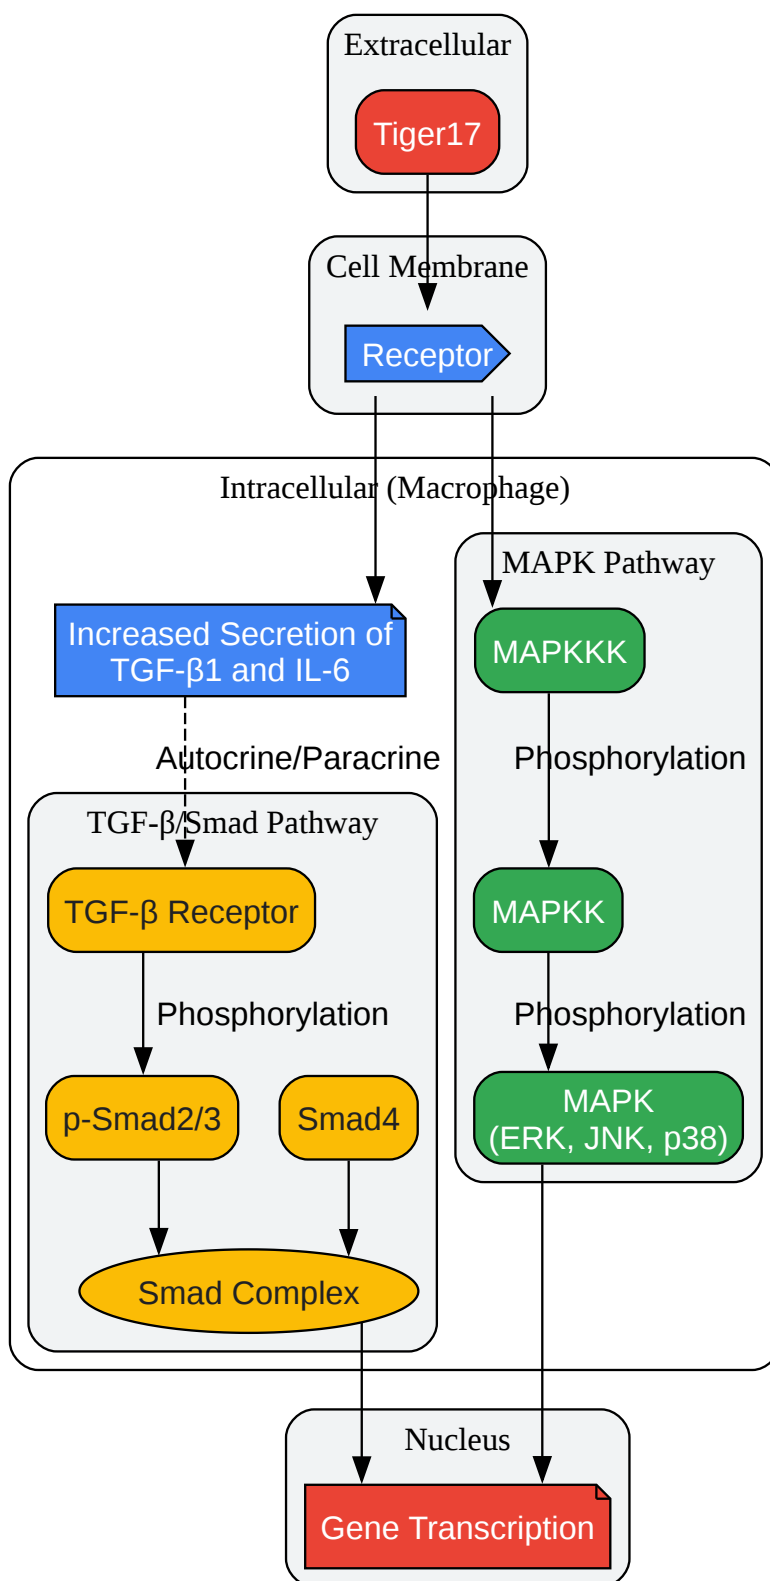 Extracellular
Tiger17
Cell Membrane
Receptor
Intracellular (Macrophage)
MAPK Pathway
Increased Secretion of
TGF-β1 and IL-6
MAPKKK
Autocrine/Paracrine
Phosphorylation
TGF-β/Smad Pathway
TGF-β Receptor
MAPKK
Phosphorylation
Phosphorylation
p-Smad2/3
Smad4
MAPK
(ERK, JNK, p38)
Smad Complex
Nucleus
Gene Transcription